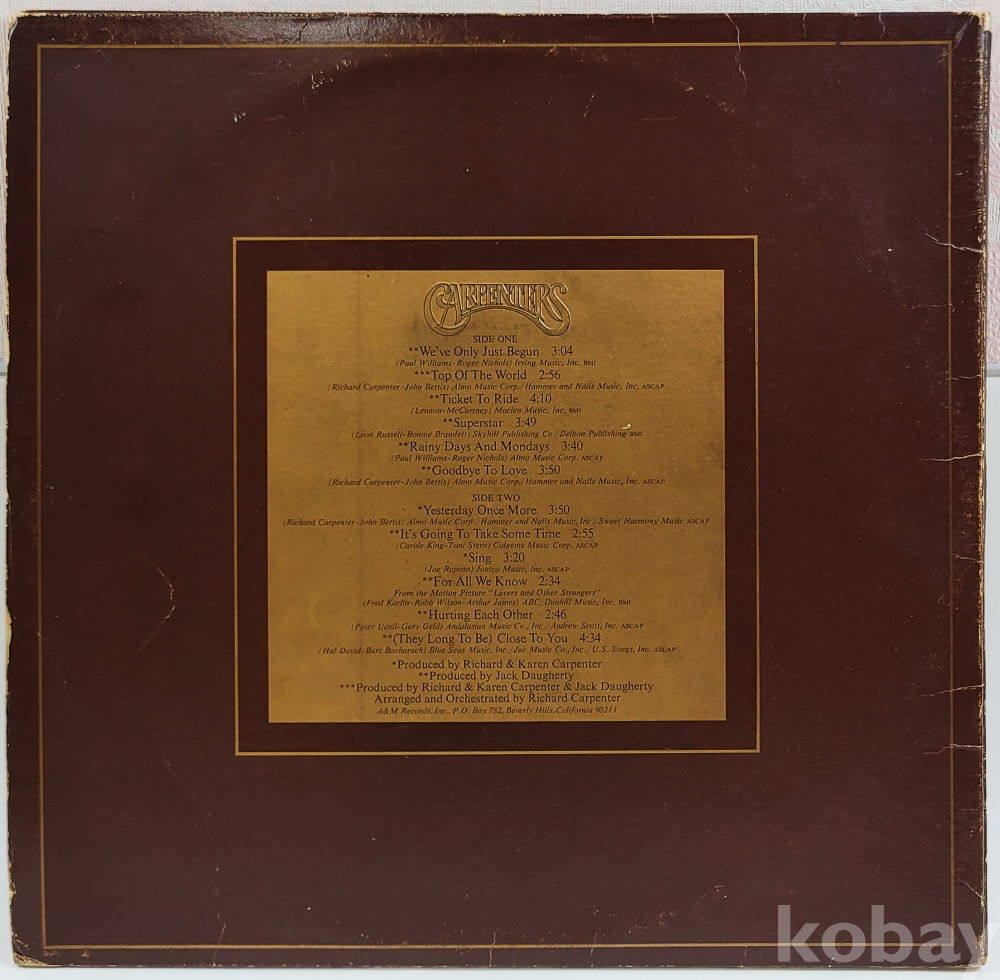 CARPENTERS
SIDE ONE
**We've Only Just Begun 3:04
(Paul Williams-Roger Nichols) Irving Music, Inc. BMI
***Top Of The World 2:56
(Richard Carpenter-John Bettis) Almo Music Corp./Hammer and Nails Music, Inc. ASCAP
**Ticket To Ride 4:10
(Lennon-McCartney) Maclen Music, Inc. BMI
**Superstar 3:49
(Leon Russell-Bonnie Bramlett) Skyhill Publishing Co./Delbon Publishing BMI
**Rainy Days And Mondays 3:40
(Paul Williams-Roger Nichols) Almo Music Corp. ASCAP
**Goodbye To Love 3:50
(Richard Carpenter-John Bettis) Almo Music Corp./Hammer and Nails Music, Inc. ASCAP
SIDE TWO
*Yesterday Once More 3:50
(Richard Carpenter-John Bettis) Almo Music Corp./Hammer and Nails Music, Inc./Sweet Harmony Music ASCAP
**It's Going To Take Some Time 2:55
(Carole King-Toni Stern) Colgems Music Corp. ASCAP
*Sing 3:20
(Joe Raposo) Jonico Music, Inc. ASCAP
**For All We Know 2:34
From the Motion Picture "Lovers and Other Strangers"
(Fred Karlin-Robb Wilson-Arthur James) ABC/Dunhill Music, Inc. BMI
**Hurting Each Other 2:46
(Peter Udell-Gary Geld) Andalusian Music Co., Inc./Andrew Scott, Inc. ASCAP
**(They Long To Be) Close To You 4:34
(Hal David-Burt Bacharach) Blue Seas Music, Inc./Jac Music Co., Inc./U.S. Songs, Inc. ASCAP
*Produced by Richard & Karen Carpenter
**Produced by Jack Daugherty
***Produced by Richard & Karen Carpenter & Jack Daugherty
Arranged and Orchestrated by Richard Carpenter
A&M Records, Inc., P.O. Box 782, Beverly Hills, California 90213
kobay